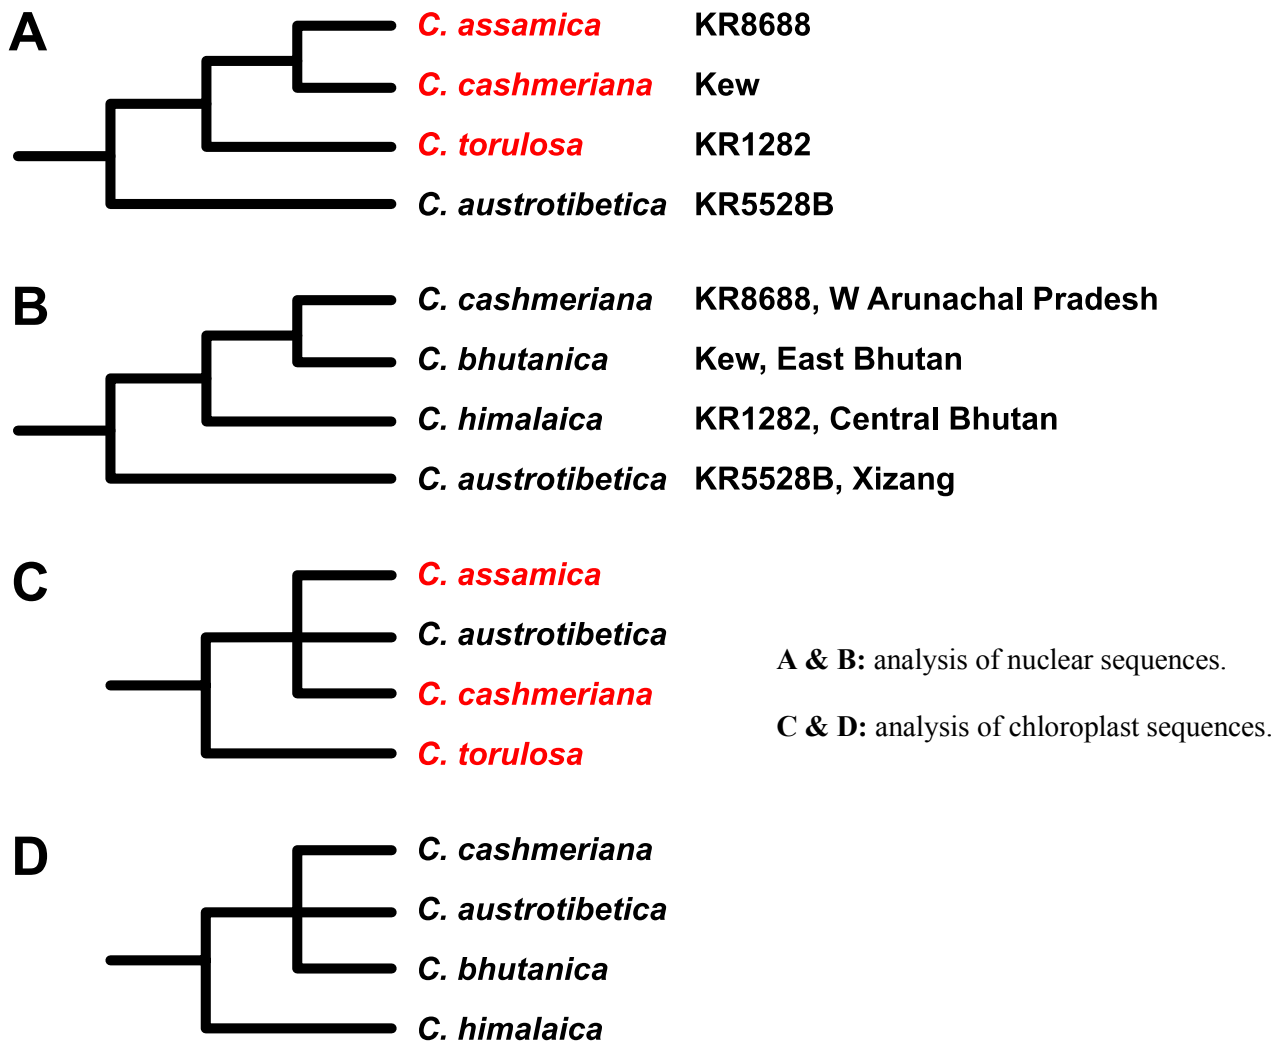 A
C. assamica KR8688
C. cashmeriana Kew
C. torulosa KR1282
C. austrotibetica KR5528B
B
C. cashmeriana KR8688, W Arunachal Pradesh
C. bhutanica Kew, East Bhutan
C. himalaica KR1282, Central Bhutan
C. austrotibetica KR5528B, Xizang
C
C. assamica
C. austrotibetica
C. cashmeriana
C. torulosa
A & B: analysis of nuclear sequences.
C & D: analysis of chloroplast sequences.
D
C. cashmeriana
C. austrotibetica
C. bhutanica
C. himalaica